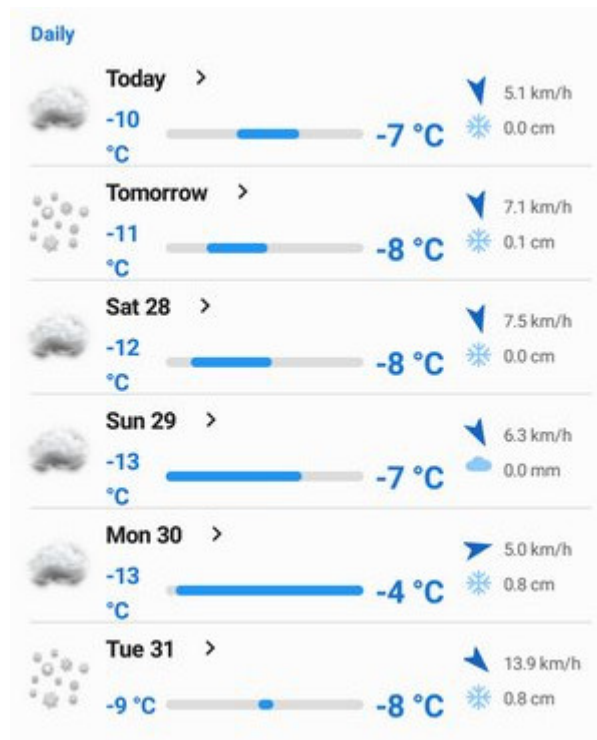 Daily
Today
-10
°C
-7 °C
5.1 km/h
0.0 cm
Tomorrow
-11
°C
-8 °C
7.1 km/h
0.1 cm
Sat 28
-12
°C
-8 °C
7.5 km/h
0.0 cm
Sun 29
-13
°C
-7 °C
6.3 km/h
0.0 mm
Mon 30
-13
°C
-4 °C
5.0 km/h
0.8 cm
Tue 31
-9 °C
-8 °C
13.9 km/h
0.8 cm